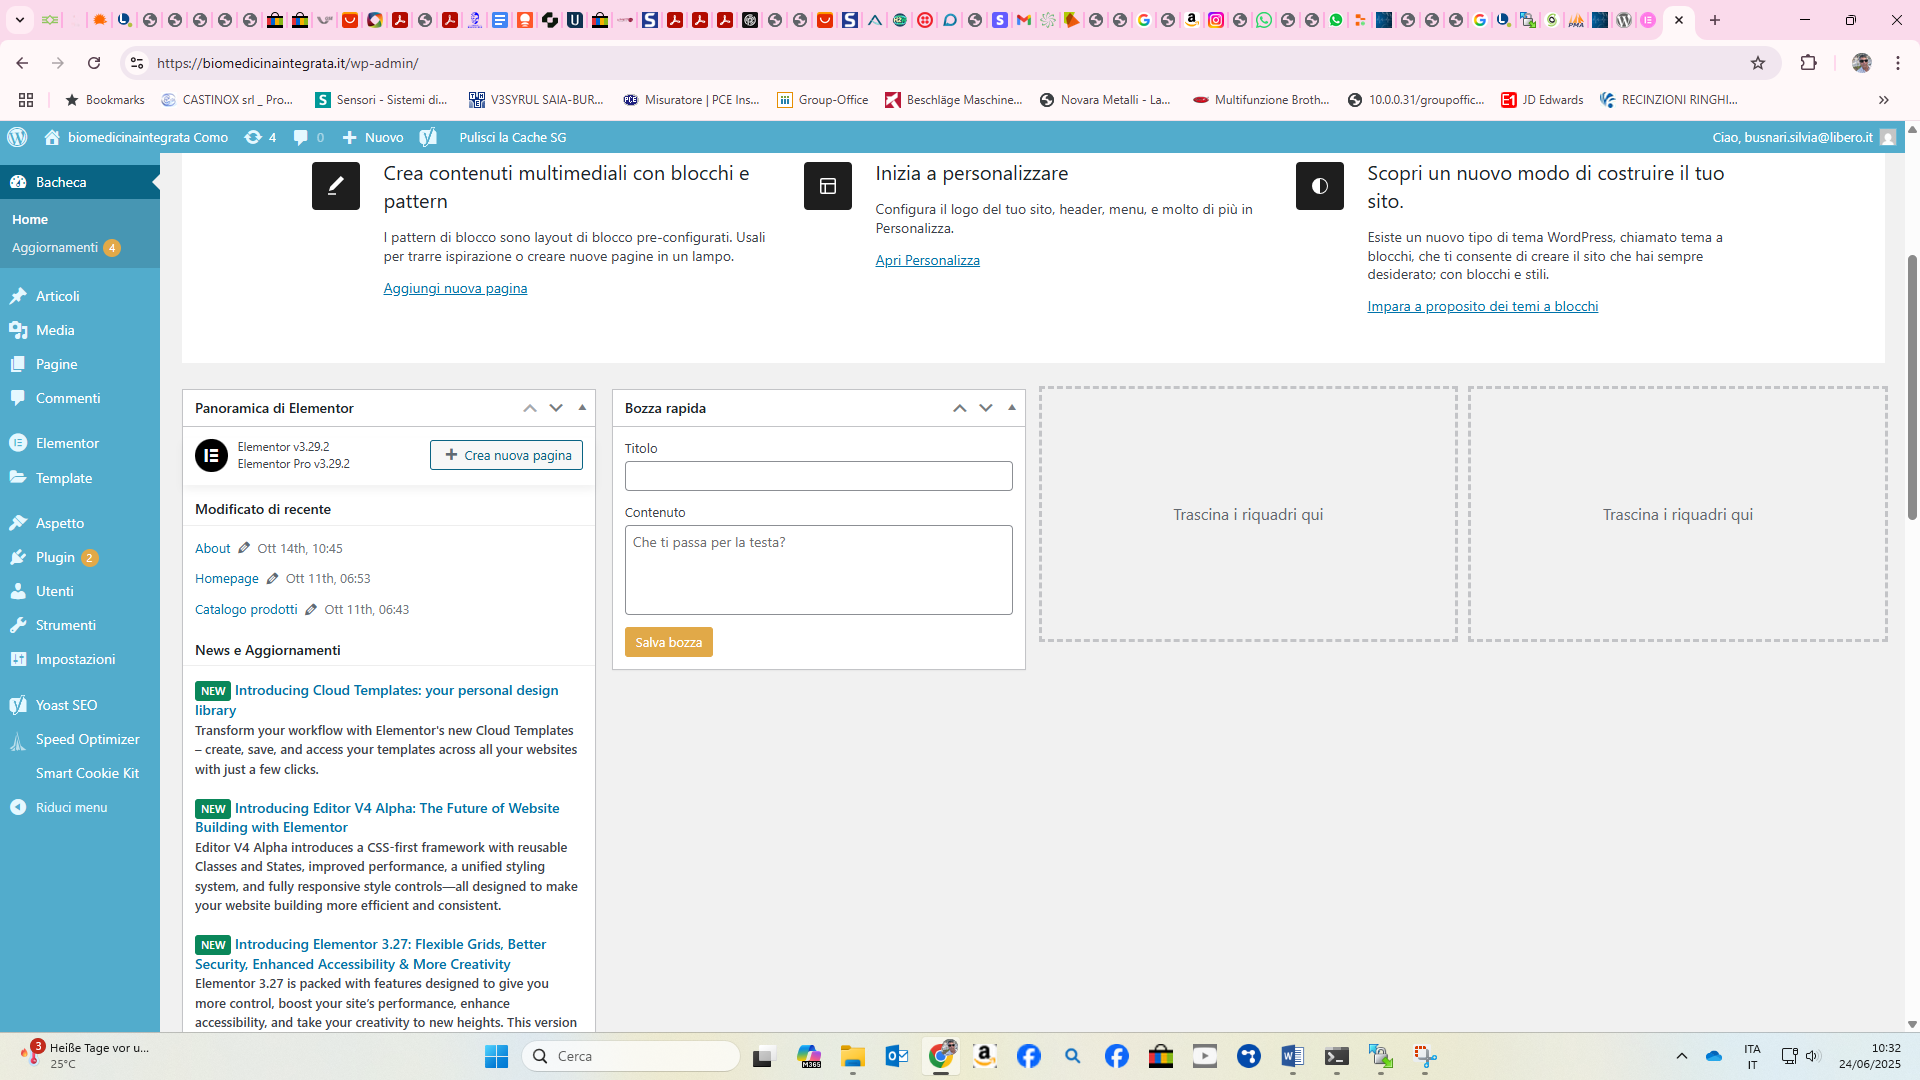 https://biomedicinaintegrata.it/wp-admin/
Bookmarks
CASTINOX srl _ Pro...
Sensori - Sistemi di...
V3SYRUL SAIA-BUR...
Misuratore | PCE Ins...
Group-Office
Beschläge Maschine...
Novara Metalli - La...
Multifunzione Broth...
10.0.0.31/groupoffic...
JD Edwards
RECINZIONI RINGHI...
biomedicinaintegrata Como
4
0
Nuovo
Pulisci la Cache SG
Ciao, busnari.silvia@libero.it
Bacheca
Home
Aggiornamenti 4
Articoli
Media
Pagine
Commenti
Elementor
Template
Aspetto
Plugin 2
Utenti
Strumenti
Impostazioni
Yoast SEO
Speed Optimizer
Smart Cookie Kit
Riduci menu
Crea contenuti multimediali con blocchi e
pattern
I pattern di blocco sono layout di blocco pre-configurati. Usali
per trarre ispirazione o creare nuove pagine in un lampo.
Aggiungi nuova pagina
Inizia a personalizzare
Configura il logo del tuo sito, header, menu, e molto di più in
Personalizza.
Apri Personalizza
Scopri un nuovo modo di costruire il tuo
sito.
Esiste un nuovo tipo di tema WordPress, chiamato tema a
blocchi, che ti consente di creare il sito che hai sempre
desiderato; con blocchi e stili.
Impara a proposito dei temi a blocchi
Panoramica di Elementor
Elementor v3.29.2
Elementor Pro v3.29.2
Crea nuova pagina
Modificato di recente
About Ott 14th, 10:45
Homepage Ott 11th, 06:53
Catalogo prodotti Ott 11th, 06:43
News e Aggiornamenti
NEW Introducing Cloud Templates: your personal design
library
Transform your workflow with Elementor's new Cloud Templates
– create, save, and access your templates across all your websites
with just a few clicks.
NEW Introducing Editor V4 Alpha: The Future of Website
Building with Elementor
Editor V4 Alpha introduces a CSS-first framework with reusable
Classes and States, improved performance, a unified styling
system, and fully responsive style controls—all designed to make
your website building more efficient and consistent.
NEW Introducing Elementor 3.27: Flexible Grids, Better
Security, Enhanced Accessibility & More Creativity
Elementor 3.27 is packed with features designed to give you
more control, boost your site's performance, enhance
accessibility, and take your creativity to new heights. This version
Bozza rapida
Titolo
Contenuto
Che ti passa per la testa?
Salva bozza
Trascina i riquadri qui
Trascina i riquadri qui
3
Heiße Tage vor u...
25°C
Cerca
ITA
IT
10:32
24/06/2025